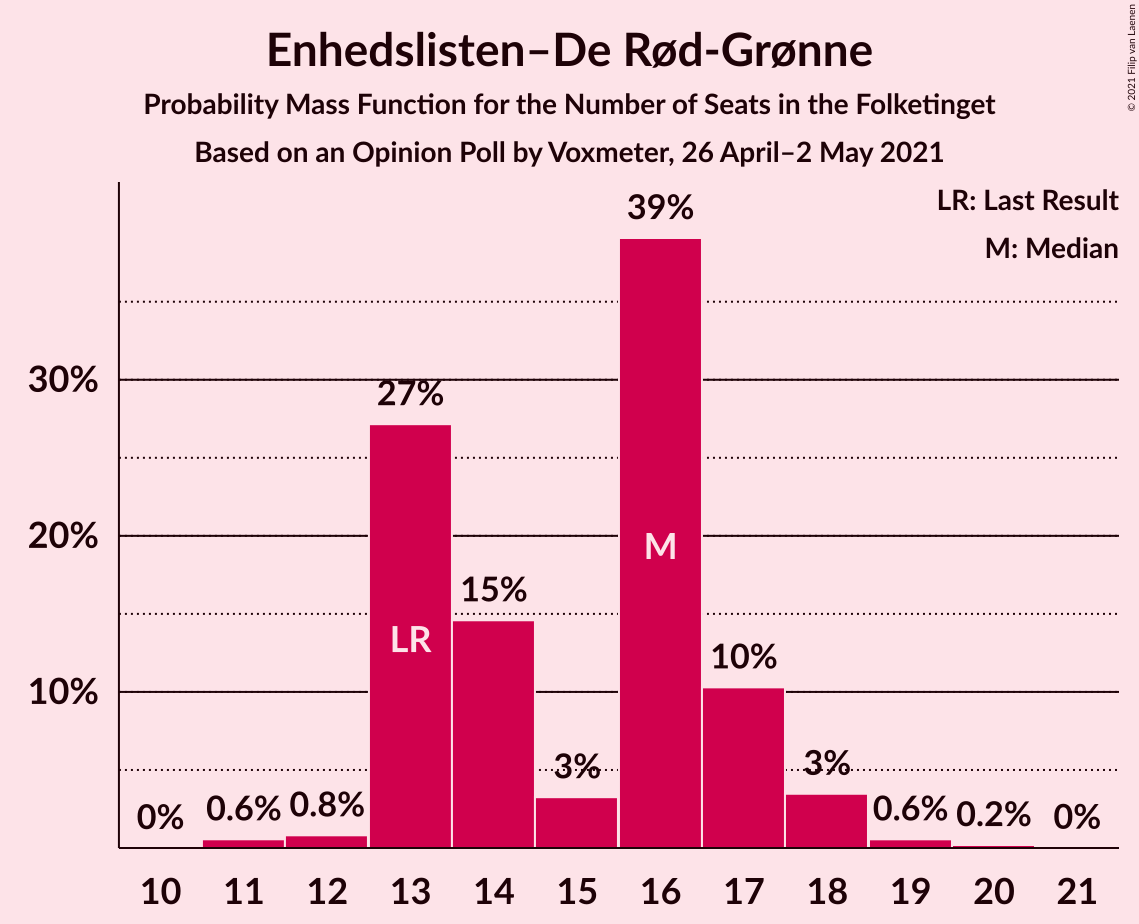 Enhedslisten–De Rød-Grønne
Probability Mass Function for the Number of Seats in the Folketinget
Based on an Opinion Poll by Voxmeter, 26 April–2 May 2021
© 2021 Filip van Laenen
LR: Last Result
M: Median
39%
30%
27%
20%
M
15%
LR
10%
10%
3%
3%
0%
0.6%
0.8%
0.6%
0.2%
0%
10 11 12 13 14 15 16 17 18 19 20 21